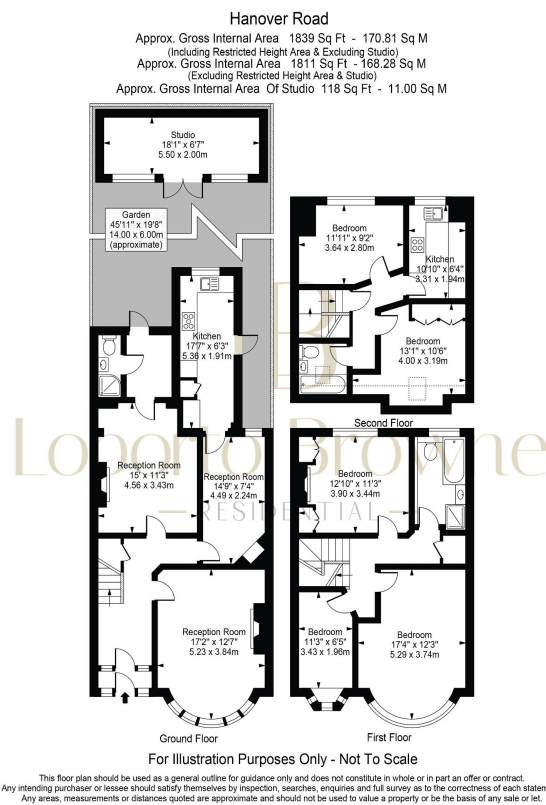 Hanover Road
Approx. Gross Internal Area 1839 Sq Ft - 170.81 Sq M
(Including Restricted Height Area & Excluding Studio)
Approx. Gross Internal Area 1811 Sq Ft - 168.28 Sq M
(Excluding Restricted Height Area & Studio)
Approx. Gross Internal Area Of Studio 118 Sq Ft - 11.00 Sq M
Studio
18'1" x 6'7"
5.50 x 2.00m
Garden
45'11" x 19'8"
14.00 x 6.00m
(approximate)
Kitchen
17'7" x 6'3"
5.36 x 1.91m
Reception Room
15' x 11'3"
4.56 x 3.43m
Reception Room
14'9" x 7'4"
4.49 x 2.24m
Reception Room
17'2" x 12'7"
5.23 x 3.84m
Ground Floor
Bedroom
11'11" x 9'2"
3.64 x 2.80m
Kitchen
10'10" x 6'4"
3.31 x 1.94m
Bedroom
13'1" x 10'6"
4.00 x 3.19m
Second Floor
Bedroom
12'10" x 11'3"
3.90 x 3.44m
Bedroom
11'3" x 6'5"
3.43 x 1.96m
Bedroom
17'4" x 12'3"
5.29 x 3.74m
First Floor
Loporto Browne
RESIDENTIAL
For Illustration Purposes Only - Not To Scale
This floor plan should be used as a general outline for guidance only and does not constitute in whole or in part an offer or contract.
Any intending purchaser or lessee should satisfy themselves by inspection, searches, enquiries and full survey as to the correctness of each statem
Any areas, measurements or distances quoted are approximate and should not be used to value a property or be the basis of any sale or let.